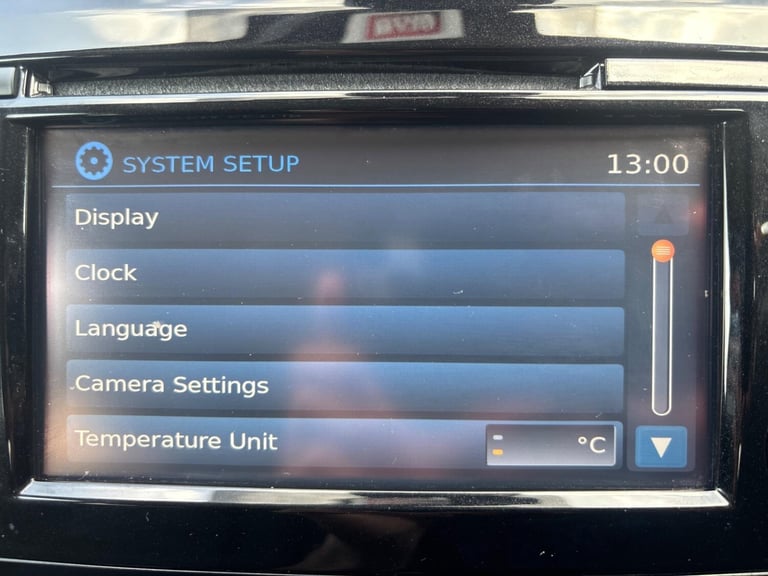 SYSTEM SETUP 13:00
Display
Clock
Language
Camera Settings
Temperature Unit °C